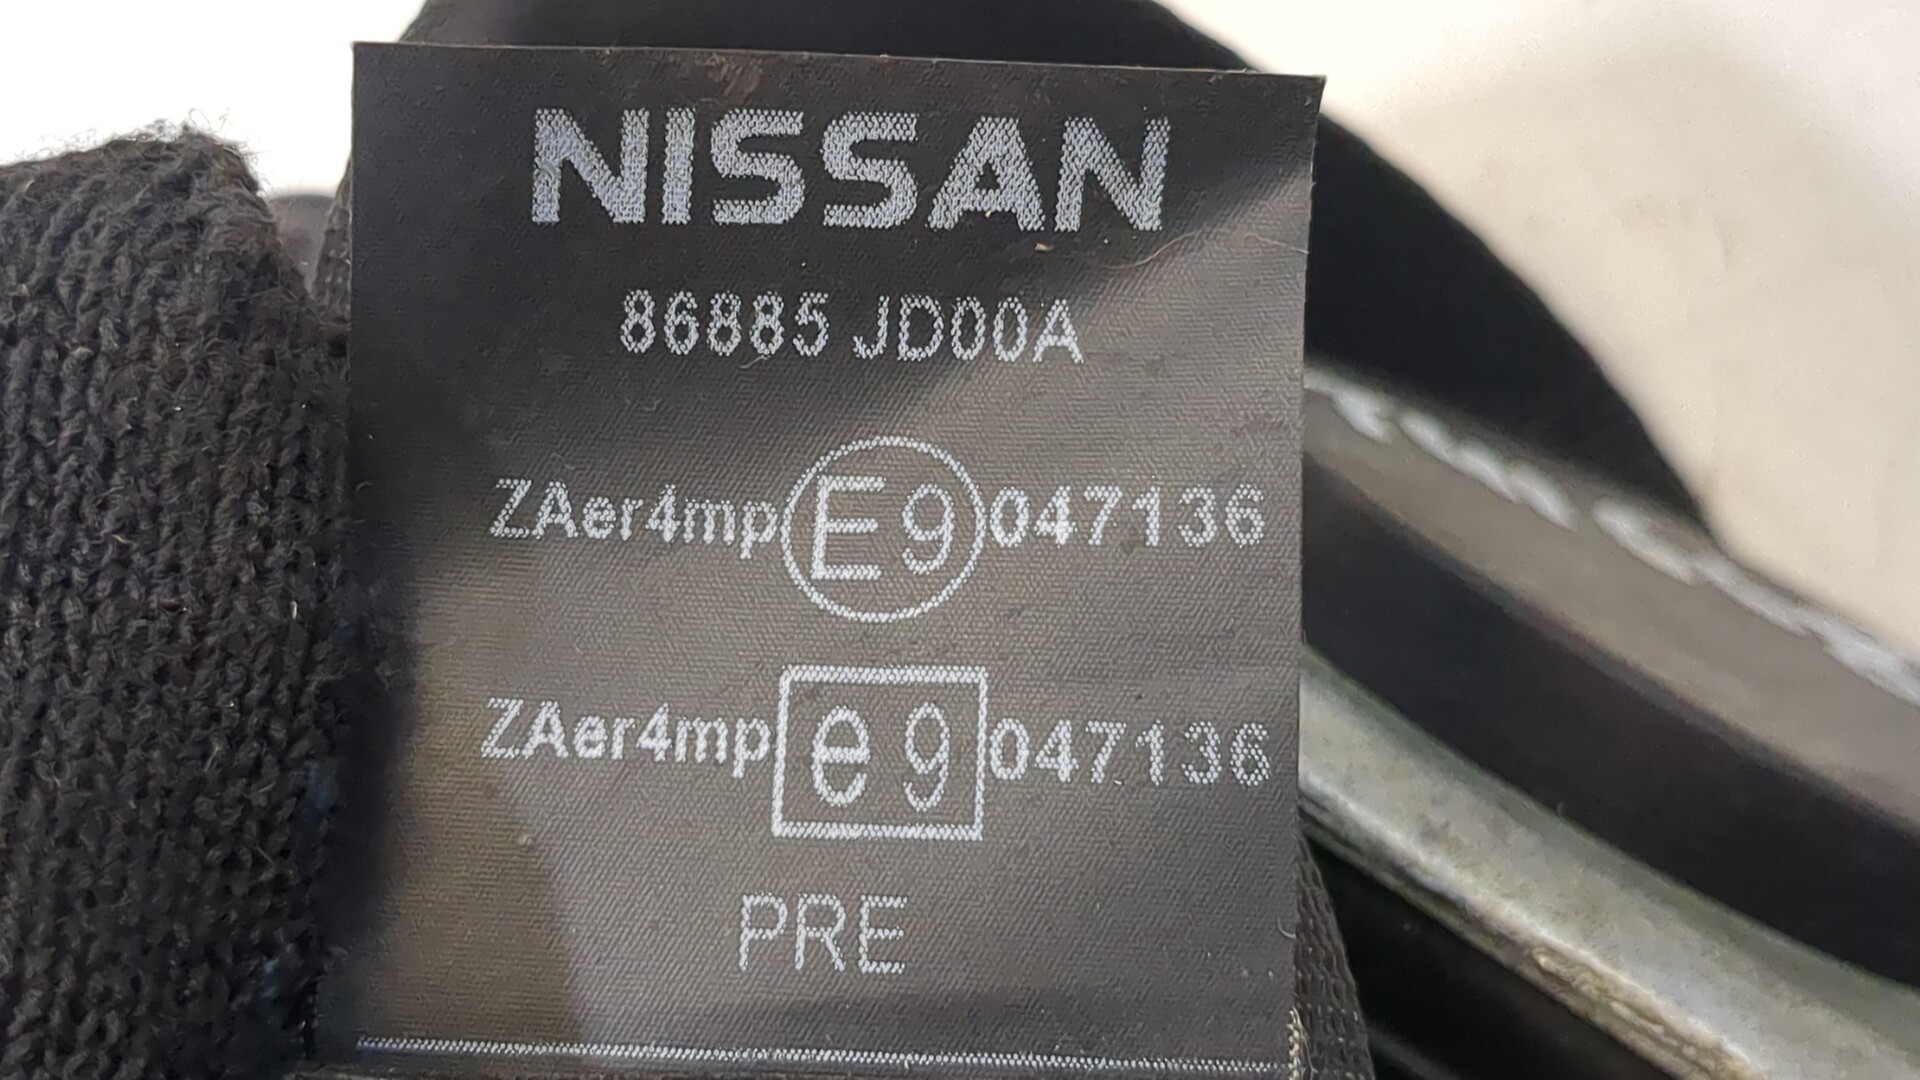 NISSAN
86885 JD00A
ZAer4mp E9 047136
ZAer4mp e9 047136
PRE